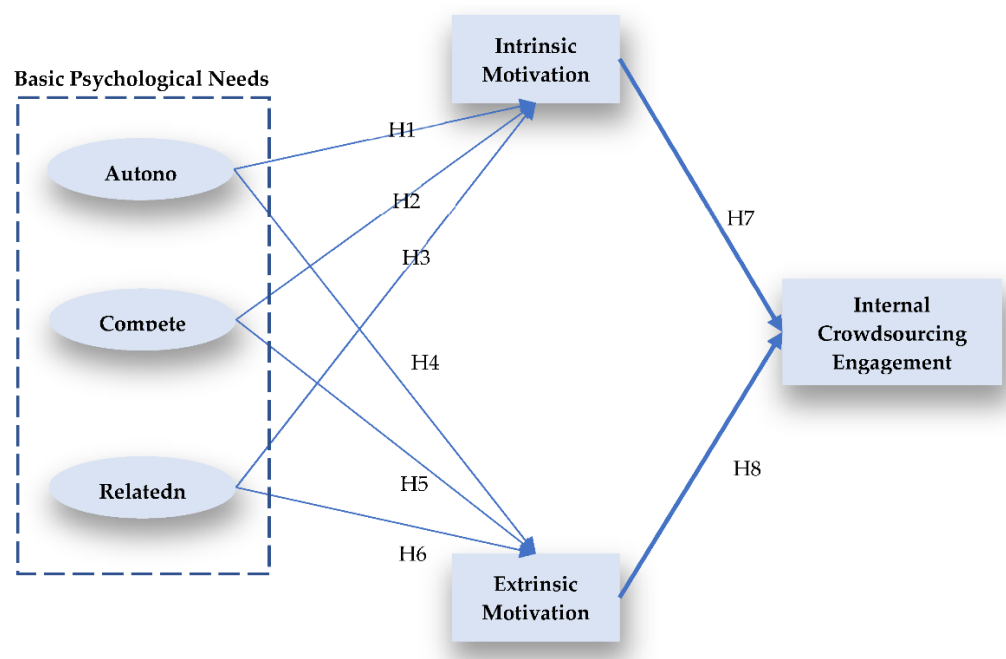 Intrinsic
Motivation
Basic Psychological Needs
H1
Autono
H2
H7
H3
Internal
Crowdsourcing
Engagement
Compete
H4
H8
Relatedn
H5
H6
Extrinsic
Motivation